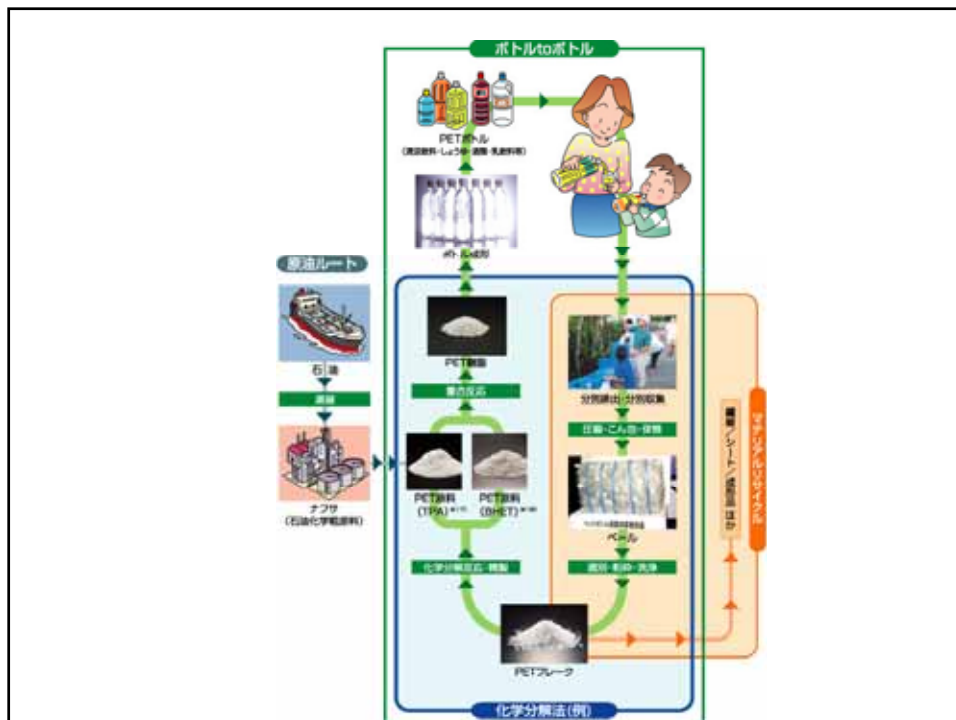 ボトルtoボトル
PETボトル
ボトル成形
原油ルート
石油
ナフサ
(石油化学粗原料)
PET樹脂
重合反応
PET原料
(TPA)
PET原料
(BHET)
化学分解反応・精製
分別排出・分別収集
圧縮・こん包・保管
ベール
選別・粉砕・洗浄
PETフレーク
繊維/シート/成形品 ほか
マテリアルリサイクル
化学分解法(例)